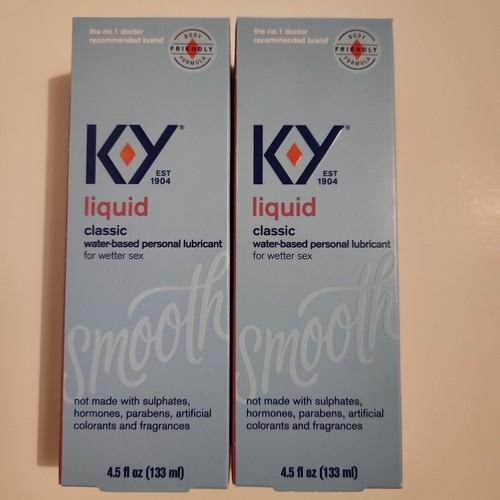 the no.1 doctor
recommended brand
BODY
FRIENDLY
FORMULA
K-Y®
EST
1904
liquid
classic
water-based personal lubricant
for wetter sex
smooth
not made with sulphates,
hormones, parabens, artificial
colorants and fragrances
4.5 fl oz (133 ml)
the no.1 doctor
recommended brand
BODY
FRIENDLY
FORMULA
K-Y
EST
1904
liquid
classic
water-based personal lubricant
for wetter sex
smooth
not made with sulphates,
hormones, parabens, artificial
colorants and fragrances
4.5 fl oz (133 ml)